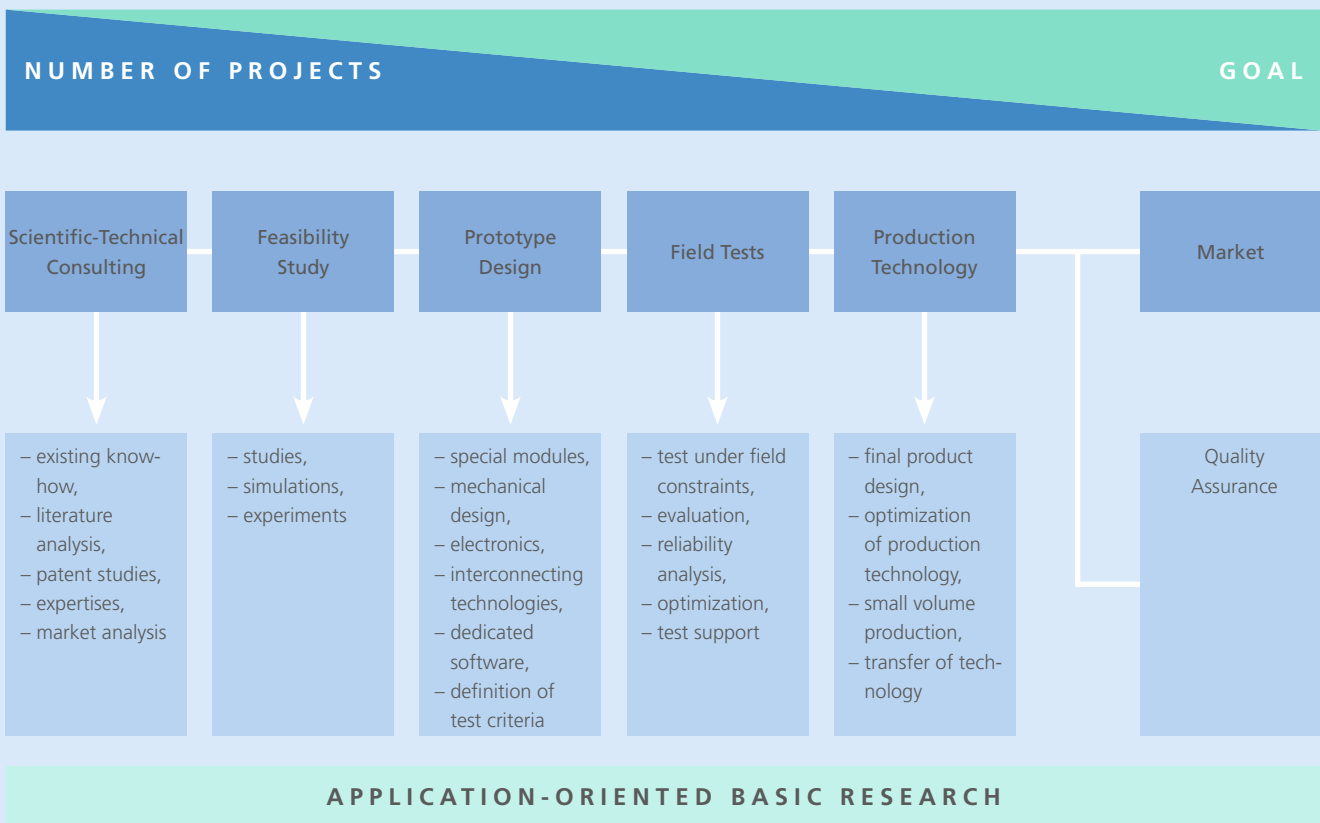 NUMBER OF PROJECTS
GOAL
Scientific-Technical
Consulting
Feasibility
Study
Prototype
Design
Field Tests
Production
Technology
Market
– existing know-
how,
– literature
analysis,
– patent studies,
– expertises,
– market analysis
– studies,
– simulations,
– experiments
– special modules,
– mechanical
design,
– electronics,
– interconnecting
technologies,
– dedicated
software,
– definition of
test criteria
– test under field
constraints,
– evaluation,
– reliability
analysis,
– optimization,
– test support
– final product
design,
– optimization
of production
technology,
– small volume
production,
– transfer of tech-
nology
Quality
Assurance
APPLICATION-ORIENTED BASIC RESEARCH